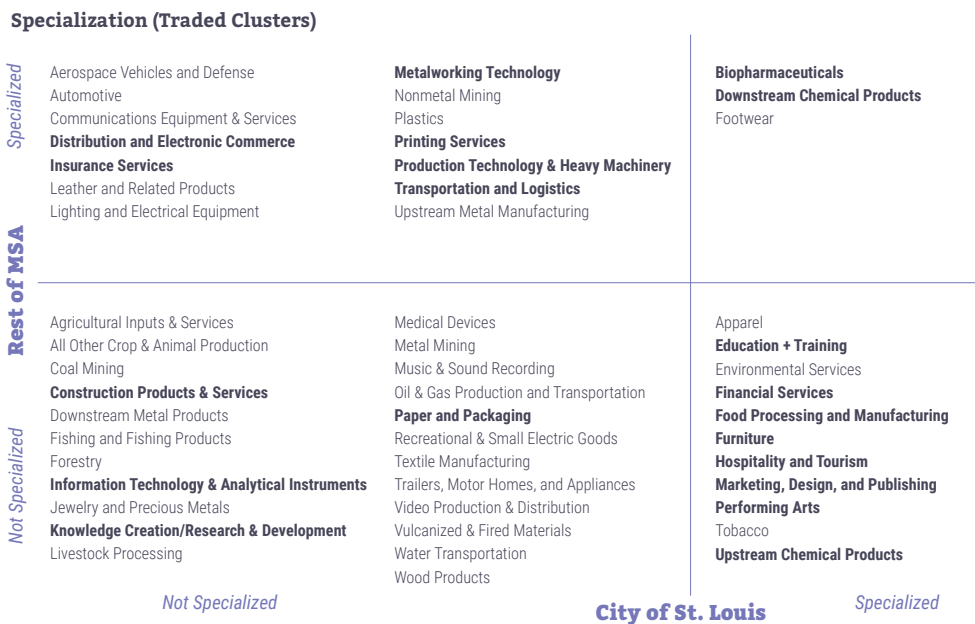 Specialization (Traded Clusters)
Specialized
Aerospace Vehicles and Defense
Automotive
Communications Equipment & Services
Distribution and Electronic Commerce
Insurance Services
Leather and Related Products
Lighting and Electrical Equipment
Metalworking Technology
Nonmetal Mining
Plastics
Printing Services
Production Technology & Heavy Machinery
Transportation and Logistics
Upstream Metal Manufacturing
Biopharmaceuticals
Downstream Chemical Products
Footwear
Rest of MSA
Not Specialized
Agricultural Inputs & Services
All Other Crop & Animal Production
Coal Mining
Construction Products & Services
Downstream Metal Products
Fishing and Fishing Products
Forestry
Information Technology & Analytical Instruments
Jewelry and Precious Metals
Knowledge Creation/Research & Development
Livestock Processing
Medical Devices
Metal Mining
Music & Sound Recording
Oil & Gas Production and Transportation
Paper and Packaging
Recreational & Small Electric Goods
Textile Manufacturing
Trailers, Motor Homes, and Appliances
Video Production & Distribution
Vulcanized & Fired Materials
Water Transportation
Wood Products
Apparel
Education + Training
Environmental Services
Financial Services
Food Processing and Manufacturing
Furniture
Hospitality and Tourism
Marketing, Design, and Publishing
Performing Arts
Tobacco
Upstream Chemical Products
Not Specialized
City of St. Louis
Specialized